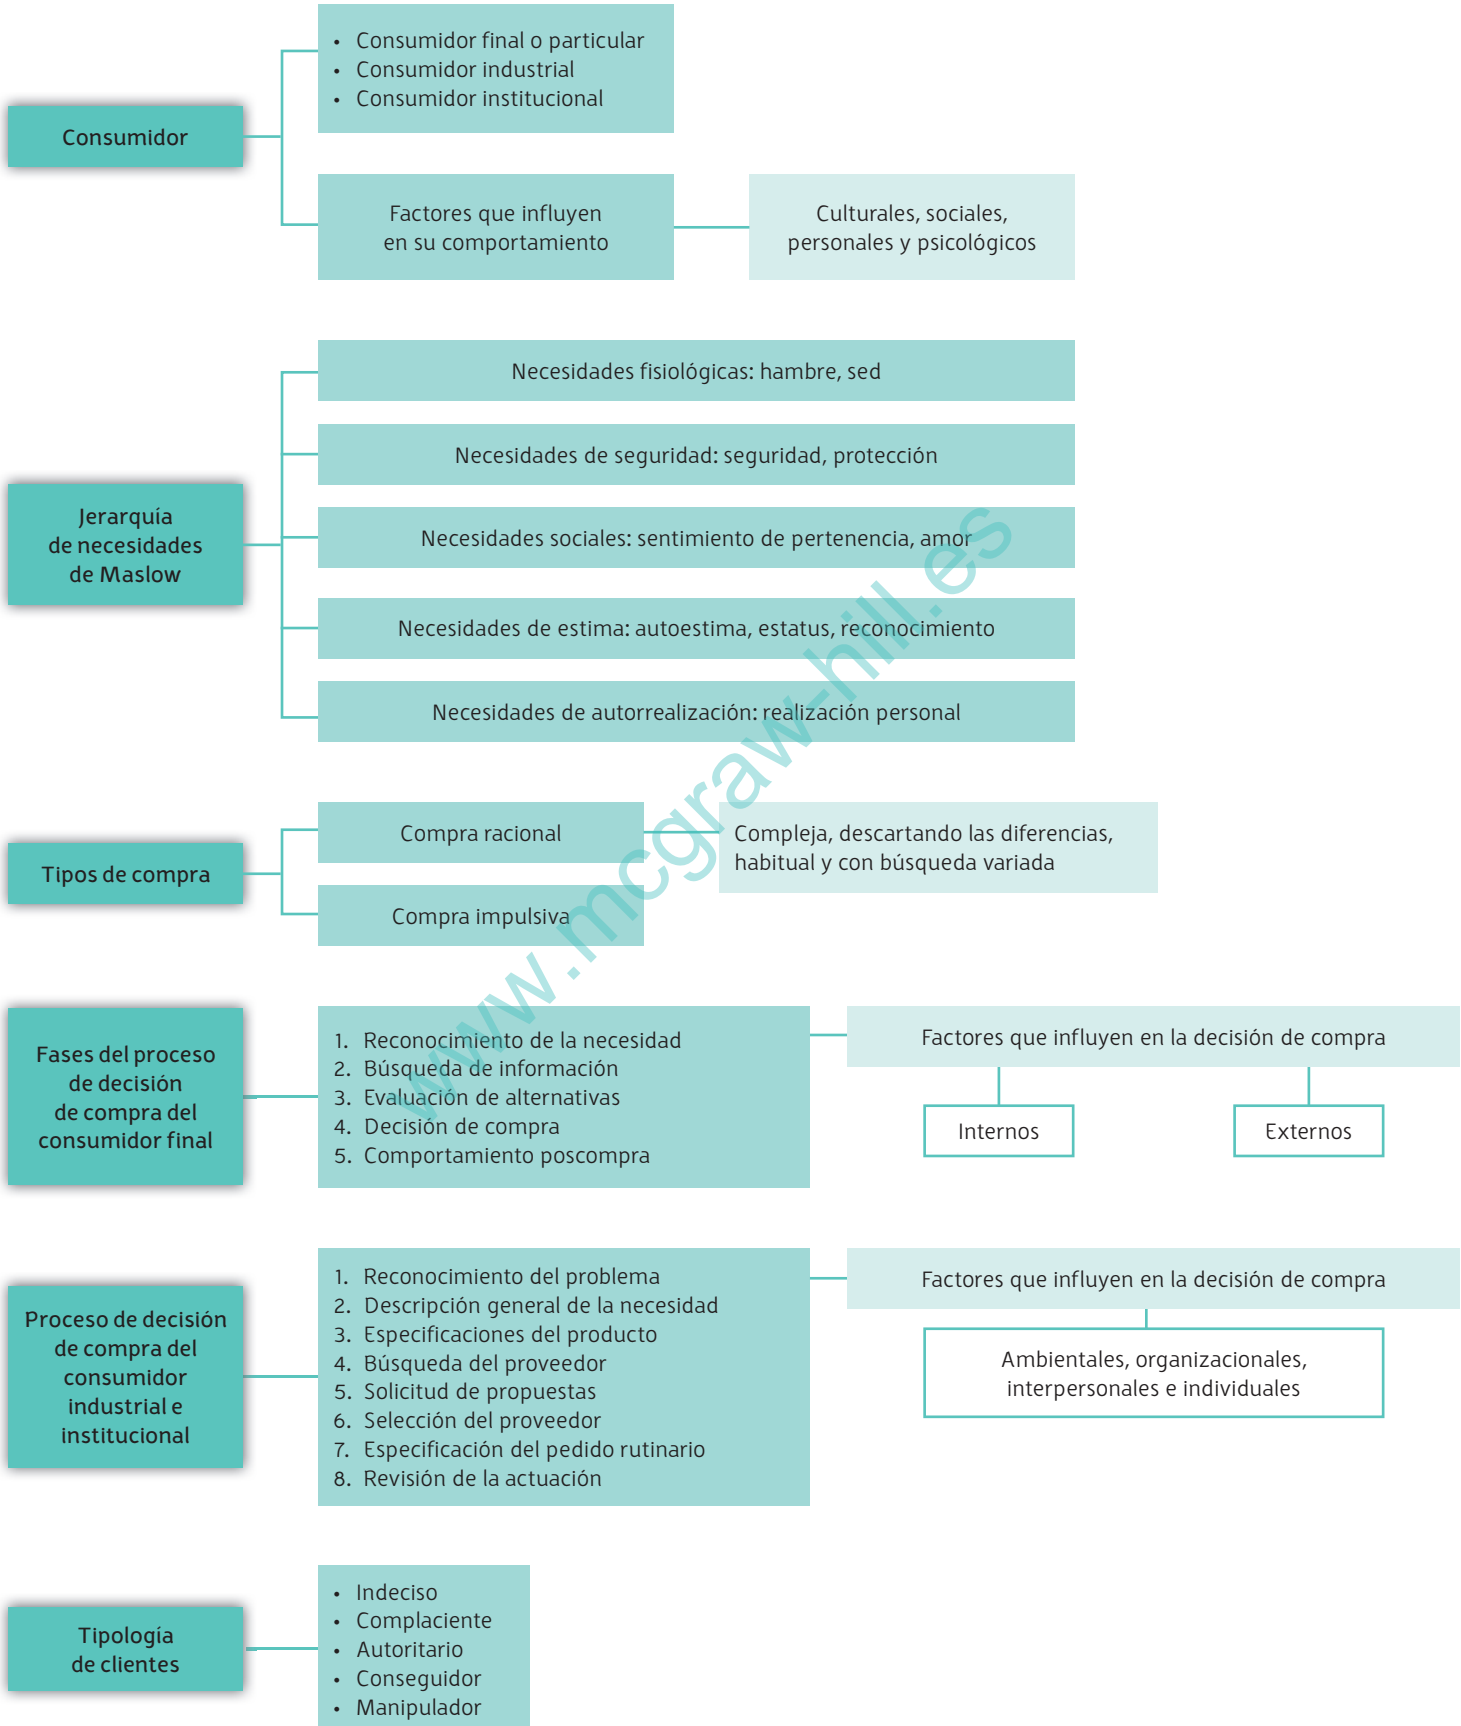 • Consumidor final o particular
• Consumidor industrial
• Consumidor institucional
Consumidor
Factores que influyen
en su comportamiento
Culturales, sociales,
personales y psicológicos
Jerarquía
de necesidades
de Maslow
Necesidades fisiológicas: hambre, sed
Necesidades de seguridad: seguridad, protección
Necesidades sociales: sentimiento de pertenencia, amor
Necesidades de estima: autoestima, estatus, reconocimiento
Necesidades de autorrealización: realización personal
Tipos de compra
Compra racional
Compleja, descartando las diferencias,
habitual y con búsqueda variada
Compra impulsiva
Fases del proceso
de decisión
de compra del
consumidor final
1. Reconocimiento de la necesidad
2. Búsqueda de información
3. Evaluación de alternativas
4. Decisión de compra
5. Comportamiento poscompra
Factores que influyen en la decisión de compra
Internos
Externos
Proceso de decisión
de compra del
consumidor
industrial e
institucional
1. Reconocimiento del problema
2. Descripción general de la necesidad
3. Especificaciones del producto
4. Búsqueda del proveedor
5. Solicitud de propuestas
6. Selección del proveedor
7. Especificación del pedido rutinario
8. Revisión de la actuación
Factores que influyen en la decisión de compra
Ambientales, organizacionales,
interpersonales e individuales
Tipología
de clientes
• Indeciso
• Complaciente
• Autoritario
• Conseguidor
• Manipulador
www.mcgraw-hill.es